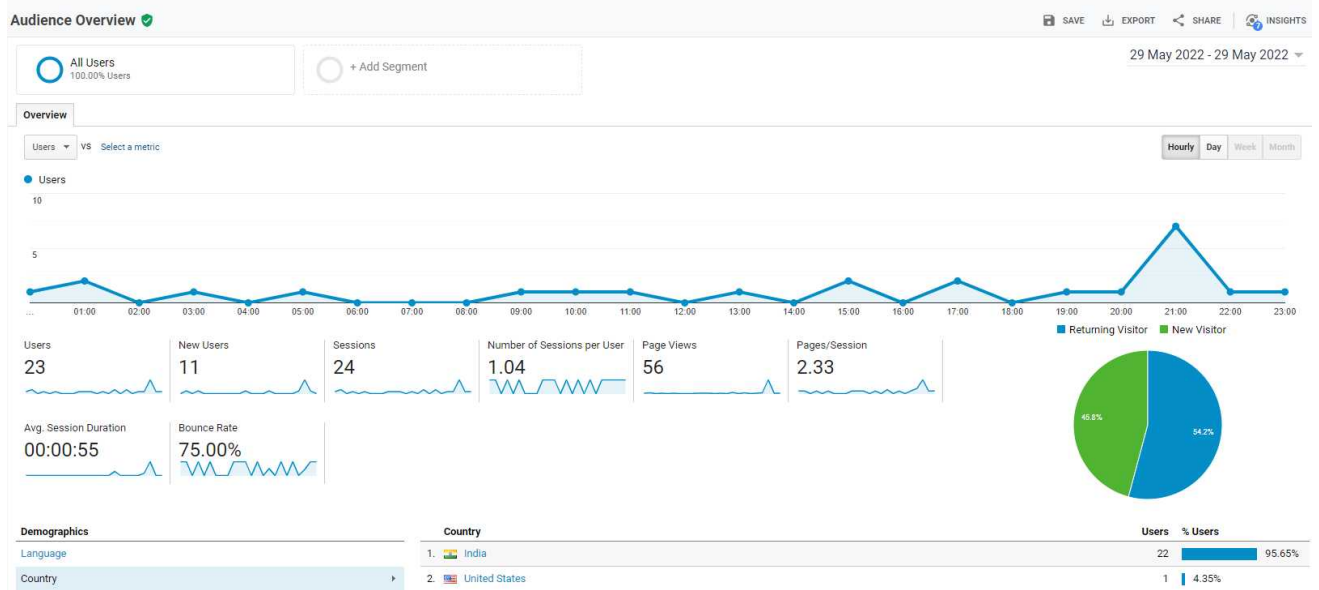 Audience Overview
SAVE EXPORT SHARE INSIGHTS
7
All Users
100.00% Users
+ Add Segment
29 May 2022 - 29 May 2022
Overview
Users VS Select a metric
Hourly Day Week Month
Users
10
5
... 01:00 02:00 03:00 04:00 05:00 06:00 07:00 08:00 09:00 10:00 11:00 12:00 13:00 14:00 15:00 16:00 17:00 18:00 19:00 20:00 21:00 22:00 23:00
Returning Visitor New Visitor
Users New Users Sessions Number of Sessions per User Page Views Pages/Session
23 11 24 1.04 56 2.33
45.8% 54.2%
Avg. Session Duration Bounce Rate
00:00:55 75.00%
Demographics Country Users % Users
Language 1. India 22 95.65%
Country 2. United States 1 4.35%